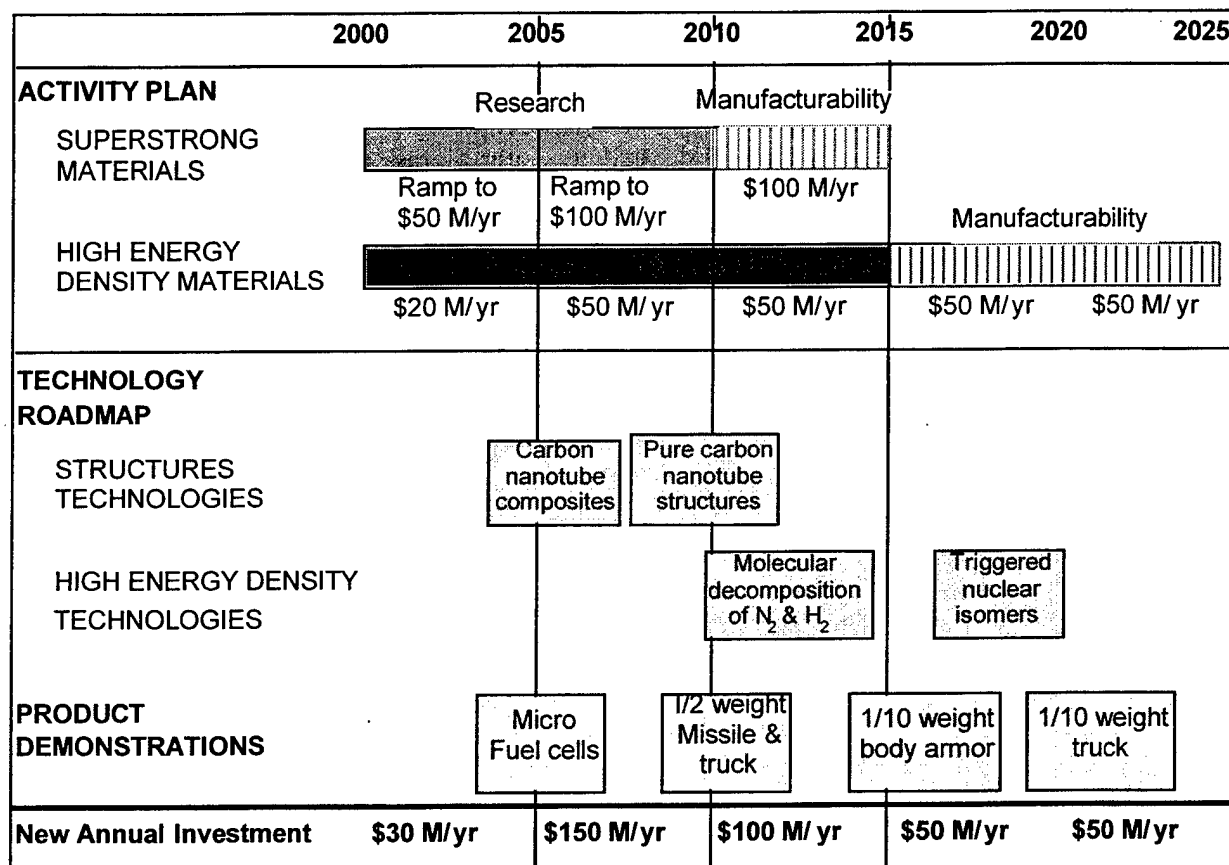 2000 2005 2010 2015 2020 2025
ACTIVITY PLAN
Research Manufacturability
SUPERSTRONG
MATERIALS
Ramp to Ramp to $100 M/yr
$50 M/yr $100 M/yr
Manufacturability
HIGH ENERGY
DENSITY MATERIALS
$20 M/yr $50 M/yr $50 M/yr $50 M/yr $50 M/yr
TECHNOLOGY
ROADMAP
STRUCTURES
TECHNOLOGIES
Carbon
nanotube
composites
Pure carbon
nanotube
structures
HIGH ENERGY DENSITY
TECHNOLOGIES
Molecular
decomposition
of N2 & H2
Triggered
nuclear
isomers
PRODUCT
DEMONSTRATIONS
Micro
Fuel cells
1/2 weight
Missile &
truck
1/10 weight
body armor
1/10 weight
truck
New Annual Investment $30 M/yr $150 M/yr $100 M/yr $50 M/yr $50 M/yr